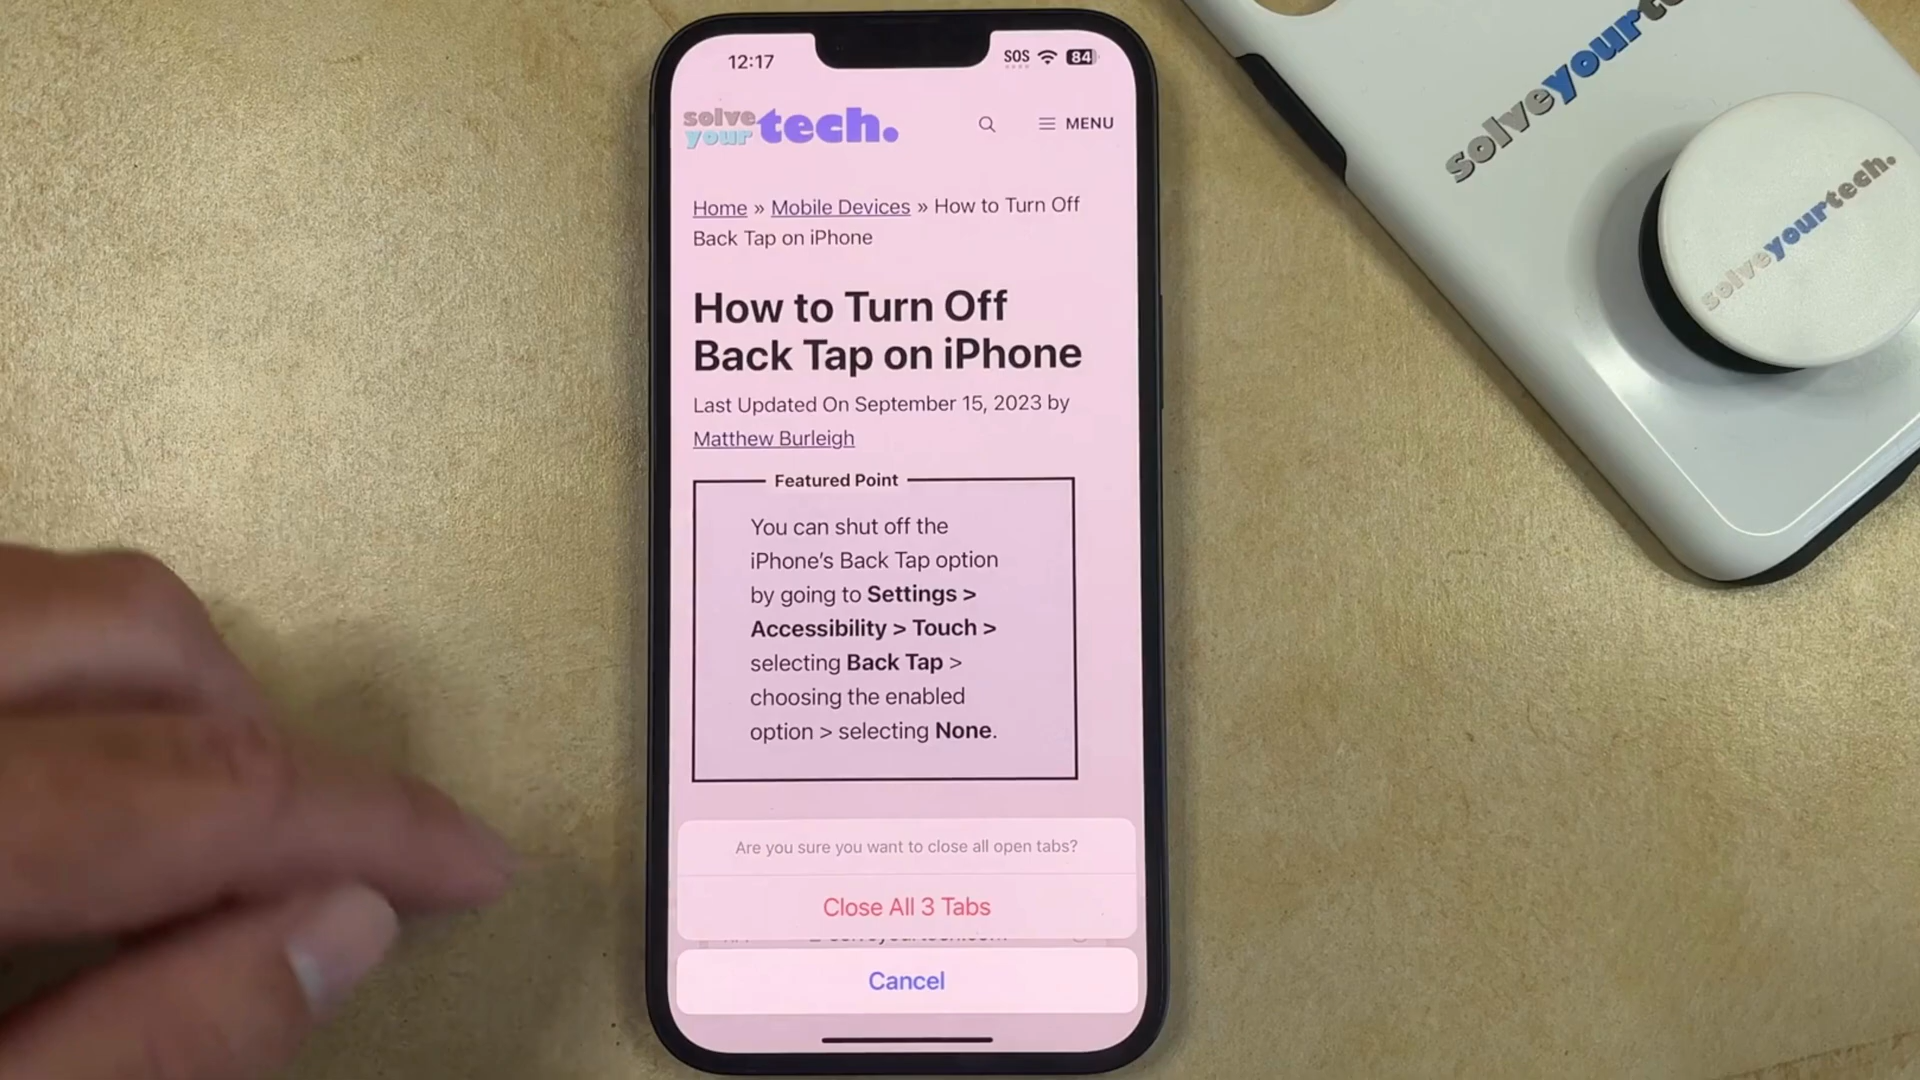 12:17
SOS 84
solve your tech.
MENU
Home » Mobile Devices » How to Turn Off
Back Tap on iPhone
How to Turn Off
Back Tap on iPhone
Last Updated On September 15, 2023 by
Matthew Burleigh
Featured Point
You can shut off the
iPhone's Back Tap option
by going to Settings >
Accessibility > Touch >
selecting Back Tap >
choosing the enabled
option > selecting None.
Are you sure you want to close all open tabs?
Close All 3 Tabs
Cancel
solveyourte
solveyourtech.